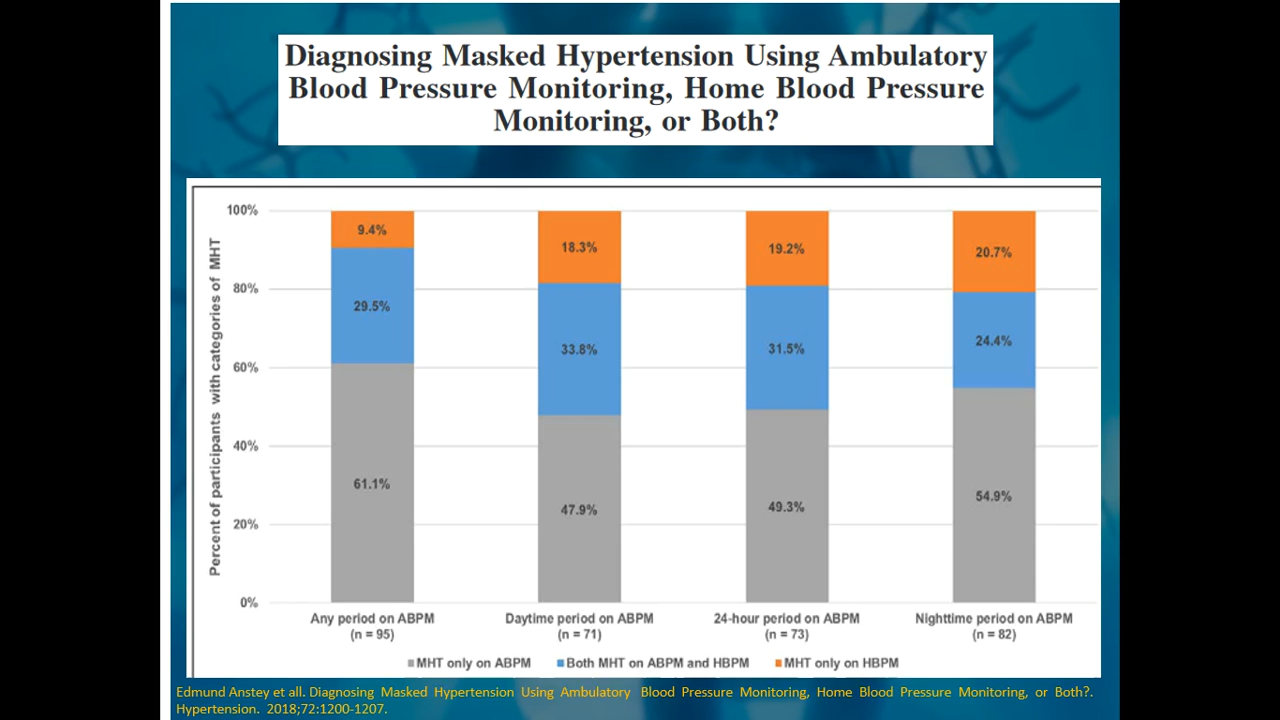 Diagnosing Masked Hypertension Using Ambulatory
Blood Pressure Monitoring, Home Blood Pressure
Monitoring, or Both?
Percent of participants with categories of MHT
100%
80%
60%
40%
20%
0%
9.4%
29.5%
61.1%
18.3%
33.8%
47.9%
19.2%
31.5%
49.3%
20.7%
24.4%
54.9%
Any period on ABPM
(n = 95)
Daytime period on ABPM
(n = 71)
24-hour period on ABPM
(n = 73)
Nighttime period on ABPM
(n = 82)
MHT only on ABPM
Both MHT on ABPM and HBPM
MHT only on HBPM
Edmund Anstey et all. Diagnosing Masked Hypertension Using Ambulatory Blood Pressure Monitoring, Home Blood Pressure Monitoring, or Both?.
Hypertension. 2018;72:1200-1207.